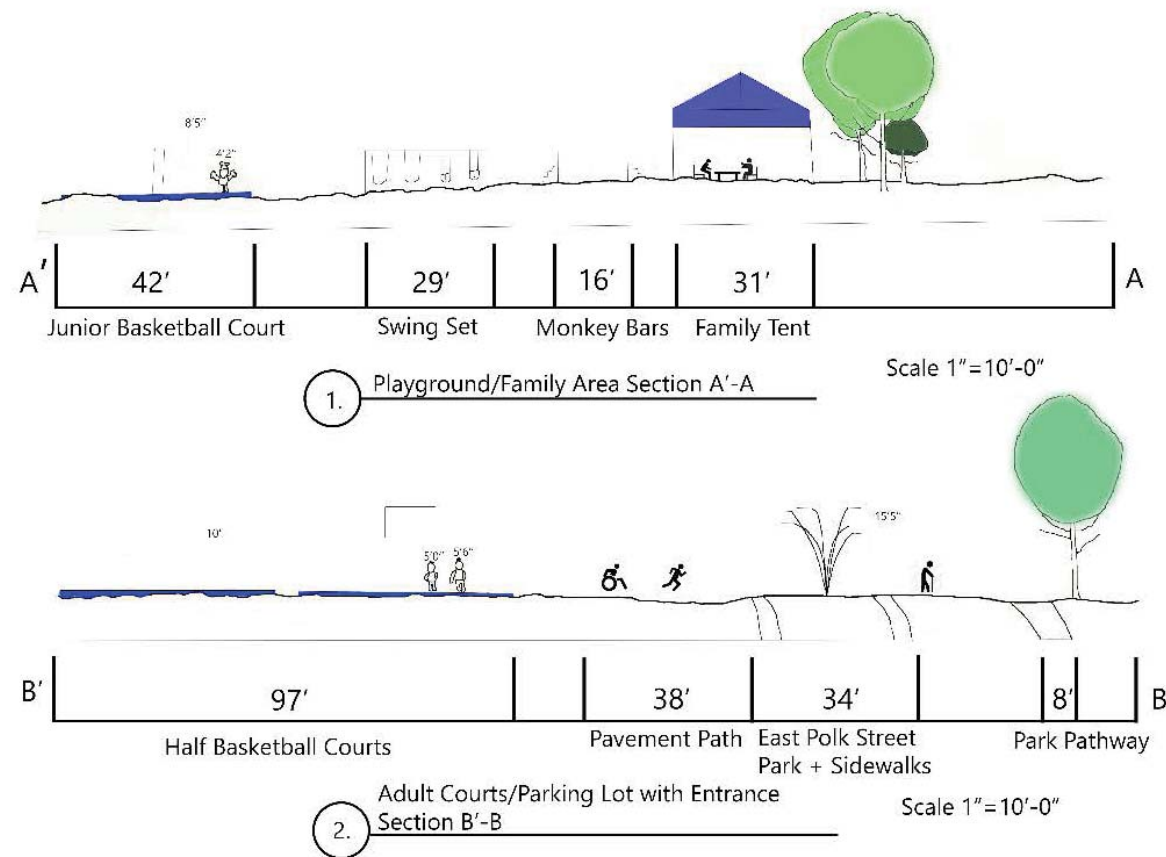 8'5"
4'2"
A' 42' 29' 16' 31' A
Junior Basketball Court Swing Set Monkey Bars Family Tent
Scale 1"=10'-0"
1. Playground/Family Area Section A'-A
10'
5'0" 5'6"
15'5"
B' 97' 38' 34' 8' B
Half Basketball Courts Pavement Path East Polk Street Park Pathway
Park + Sidewalks
Adult Courts/Parking Lot with Entrance
2. Section B'-B
Scale 1"=10'-0"